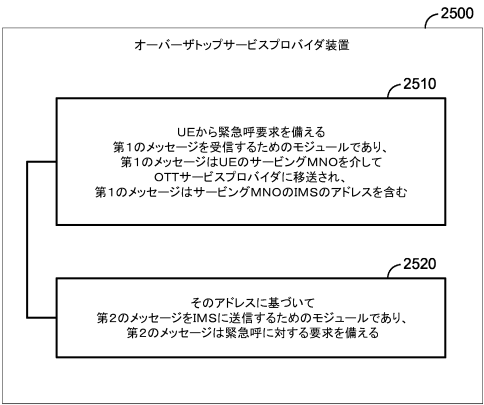 2500
オーバーザトップサービスプロバイダ装置
2510
UEから緊急呼要求を備える
第1のメッセージを受信するためのモジュールであり、
第1のメッセージはUEのサービングMNOを介して
OTTサービスプロバイダに移送され、
第1のメッセージはサービングMNOのIMSのアドレスを含む
2520
そのアドレスに基づいて
第2のメッセージをIMSに送信するためのモジュールであり、
第2のメッセージは緊急呼に対する要求を備える